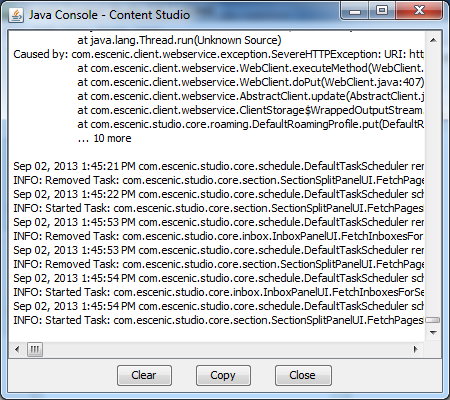 Java Console - Content Studio
at java.lang.Thread.run(Unknown Source)
Caused by: com.escenic.client.webservice.exception.SevereHTTPException: URI: htt
at com.escenic.client.webservice.WebClient.executeMethod(WebClient.
at com.escenic.client.webservice.WebClient.doPut(WebClient.java:407)
at com.escenic.client.webservice.AbstractClient.update(AbstractClient.j
at com.escenic.client.webservice.ClientStorage$WrappedOutputStream
at com.escenic.studio.core.roaming.DefaultRoamingProfile.put(DefaultR
... 10 more
Sep 02, 2013 1:45:21 PM com.escenic.studio.core.schedule.DefaultTaskScheduler rem
INFO: Removed Task: com.escenic.studio.core.section.SectionSplitPanelUI.FetchPages
Sep 02, 2013 1:45:22 PM com.escenic.studio.core.schedule.DefaultTaskScheduler sch
INFO: Started Task: com.escenic.studio.core.section.SectionSplitPanelUI.FetchPages
Sep 02, 2013 1:45:53 PM com.escenic.studio.core.schedule.DefaultTaskScheduler rem
INFO: Removed Task: com.escenic.studio.core.inbox.InboxPanelUI.FetchInboxesFor
Sep 02, 2013 1:45:53 PM com.escenic.studio.core.schedule.DefaultTaskScheduler rem
INFO: Removed Task: com.escenic.studio.core.section.SectionSplitPanelUI.FetchPages
Sep 02, 2013 1:45:54 PM com.escenic.studio.core.schedule.DefaultTaskScheduler sch
INFO: Started Task: com.escenic.studio.core.inbox.InboxPanelUI.FetchInboxesForSe
Sep 02, 2013 1:45:54 PM com.escenic.studio.core.schedule.DefaultTaskScheduler sch
INFO: Started Task: com.escenic.studio.core.section.SectionSplitPanelUI.FetchPages
Clear Copy Close